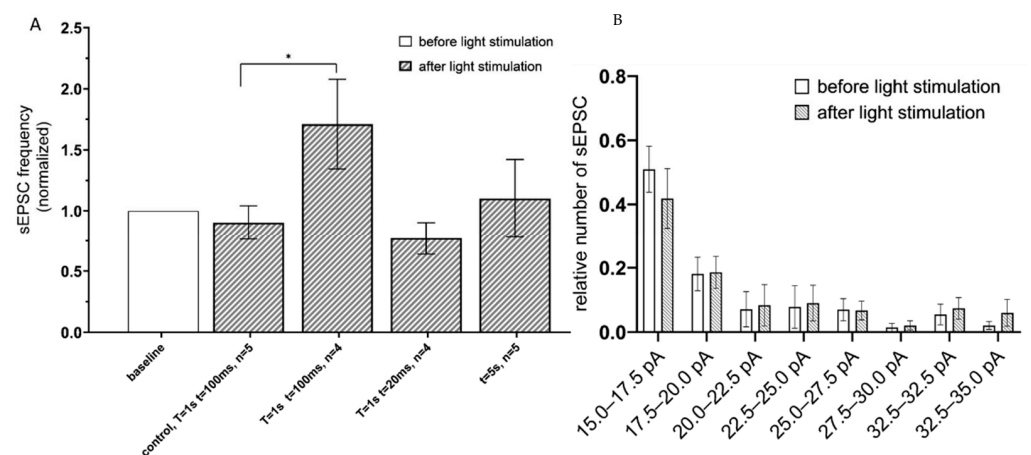 A
2.5
2.0
1.5
1.0
0.5
0.0
sEPSC frequency
(normalized)
before light stimulation
after light stimulation
*
baseline
control, T=1s t=100ms, n=5
T=1s t=100ms, n=4
T=1s t=20ms, n=4
t=5s, n=5
B
0.8
0.6
0.4
0.2
0.0
relative number of sEPSC
before light stimulation
after light stimulation
15.0–17.5 pA
17.5–20.0 pA
20.0–22.5 pA
22.5–25.0 pA
25.0–27.5 pA
27.5–30.0 pA
32.5–32.5 pA
32.5–35.0 pA